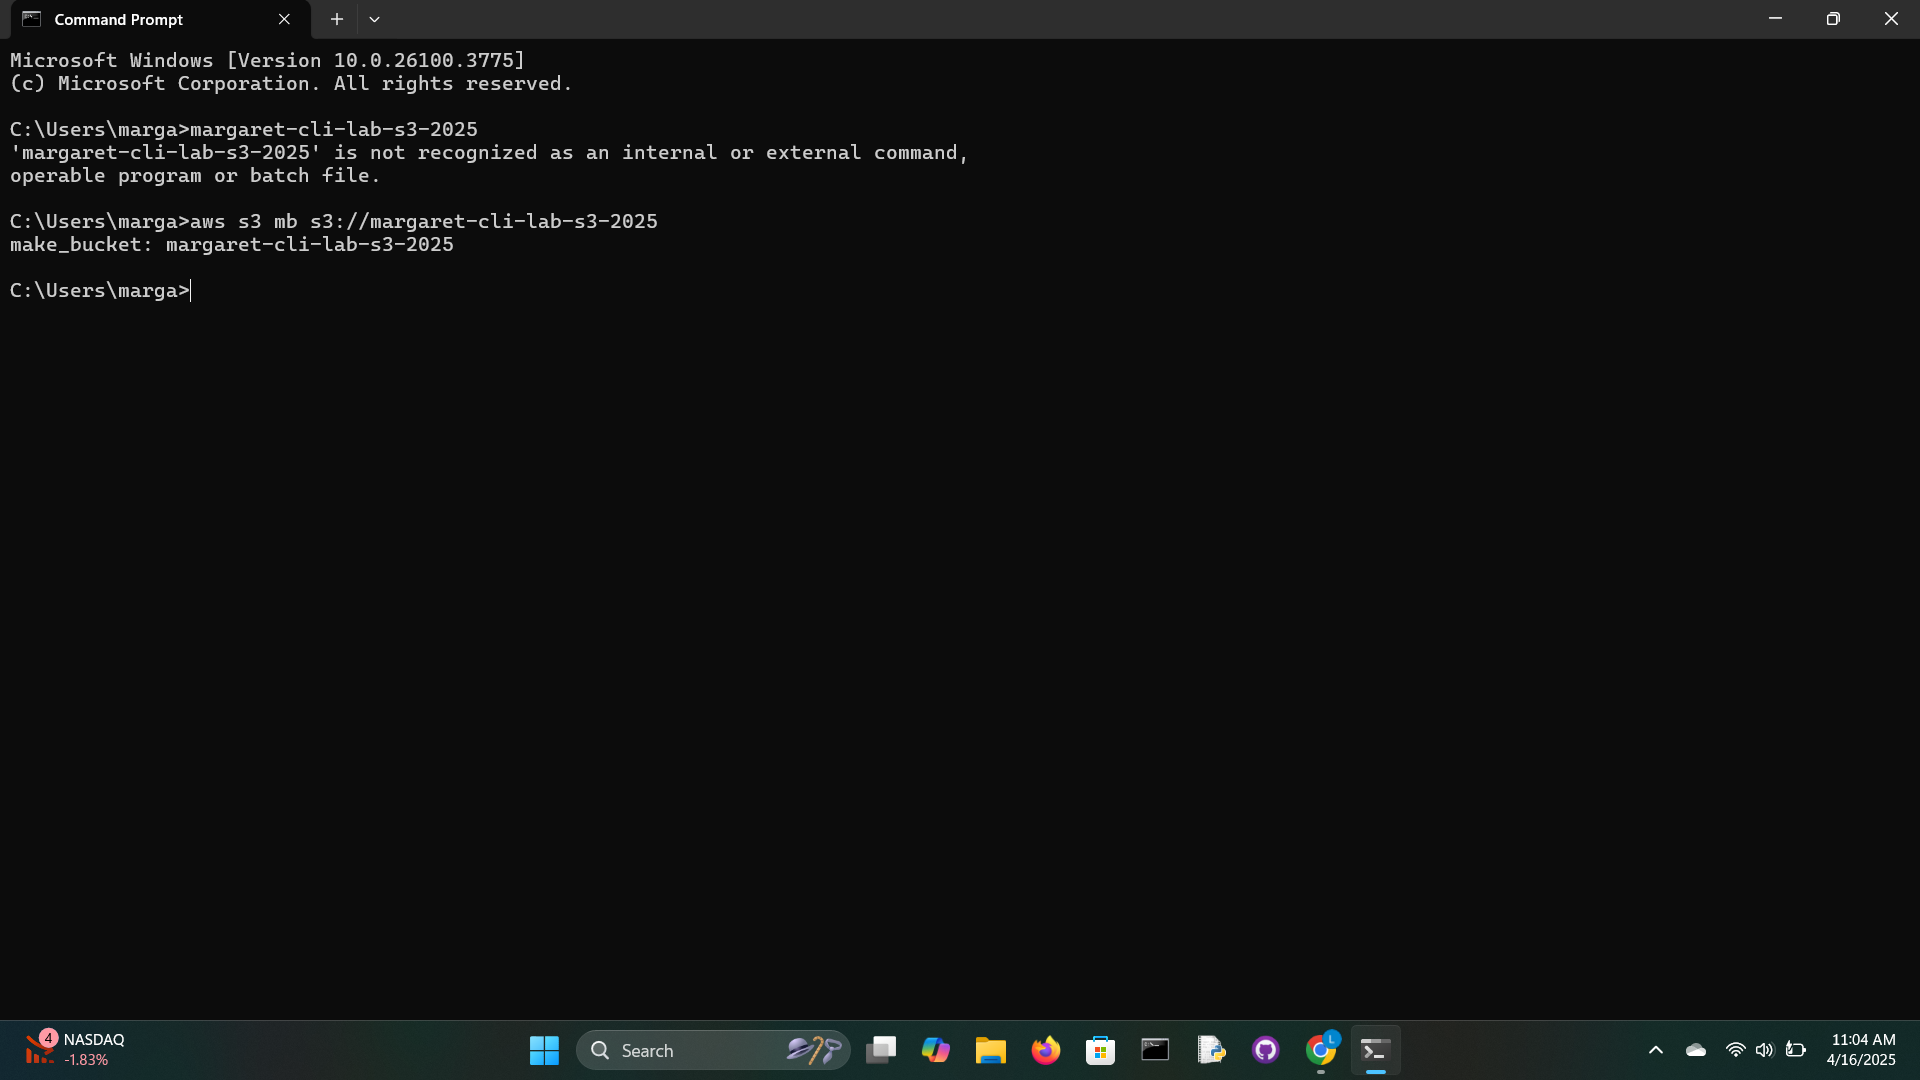 Command Prompt
Microsoft Windows [Version 10.0.26100.3775]
(c) Microsoft Corporation. All rights reserved.
C:\Users\marga>margaret-cli-lab-s3-2025
'margaret-cli-lab-s3-2025' is not recognized as an internal or external command,
operable program or batch file.
C:\Users\marga>aws s3 mb s3://margaret-cli-lab-s3-2025
make_bucket: margaret-cli-lab-s3-2025
C:\Users\marga>
4
NASDAQ
-1.83%
Search
L
11:04 AM
4/16/2025